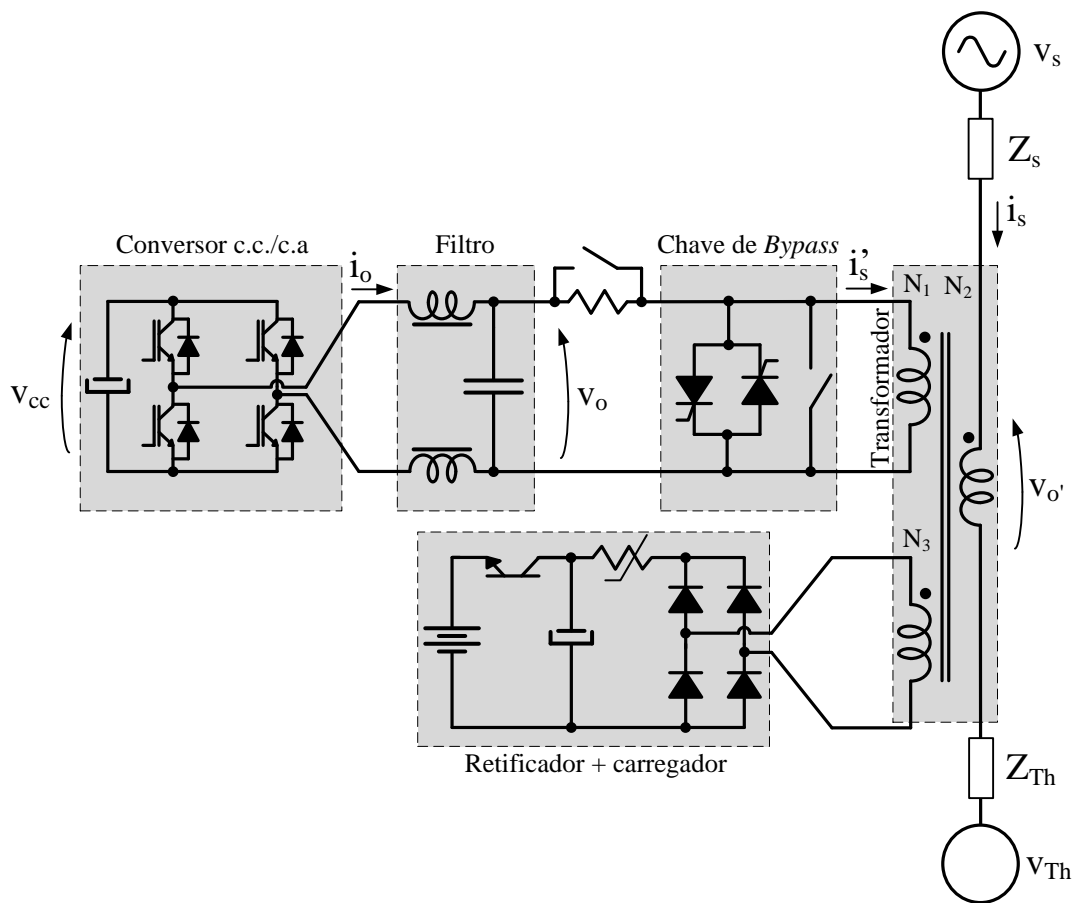 v_s
Z_s
i_s
Conversor c.c./c.a
i_o
Filtro
Chave de Bypass
i_s'
N_1
N_2
v_cc
v_o
Transformador
v_o'
N_3
Retificador + carregador
Z_Th
v_Th